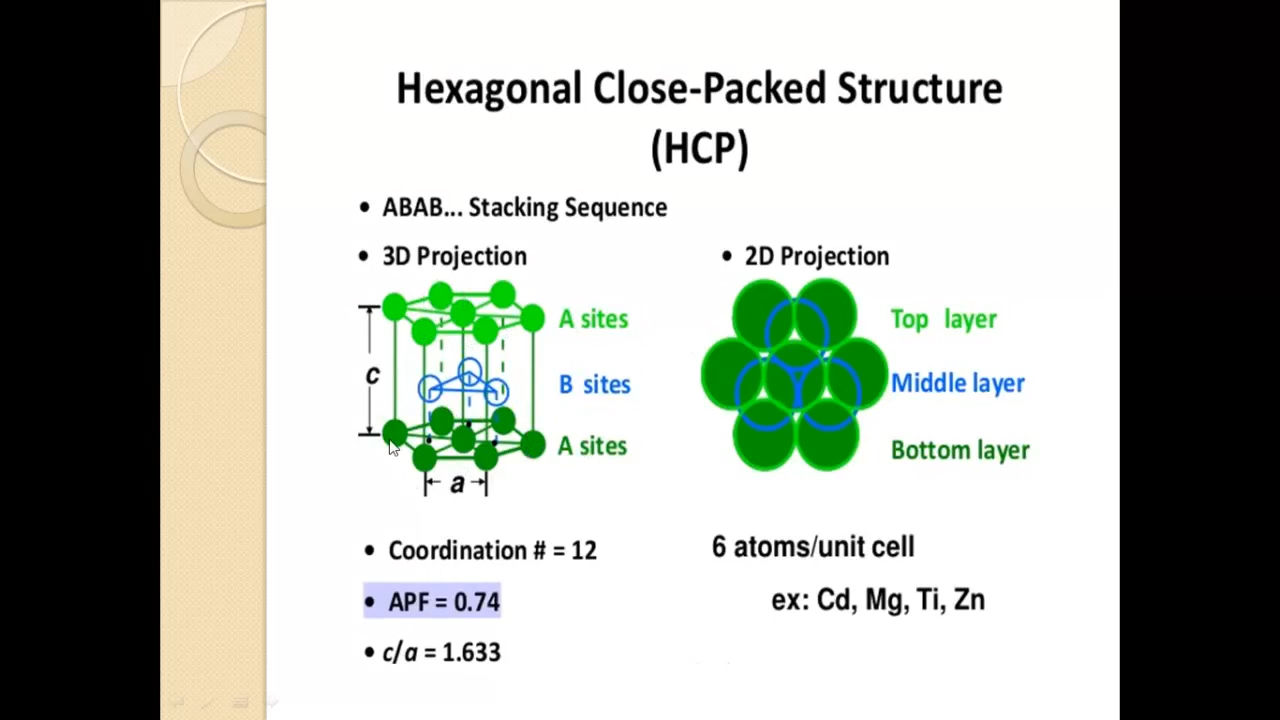 Hexagonal Close-Packed Structure
(HCP)
• ABAB... Stacking Sequence
• 3D Projection
• 2D Projection
A sites
B sites
A sites
c
a
Top layer
Middle layer
Bottom layer
• Coordination # = 12
6 atoms/unit cell
• APF = 0.74
ex: Cd, Mg, Ti, Zn
• c/a = 1.633